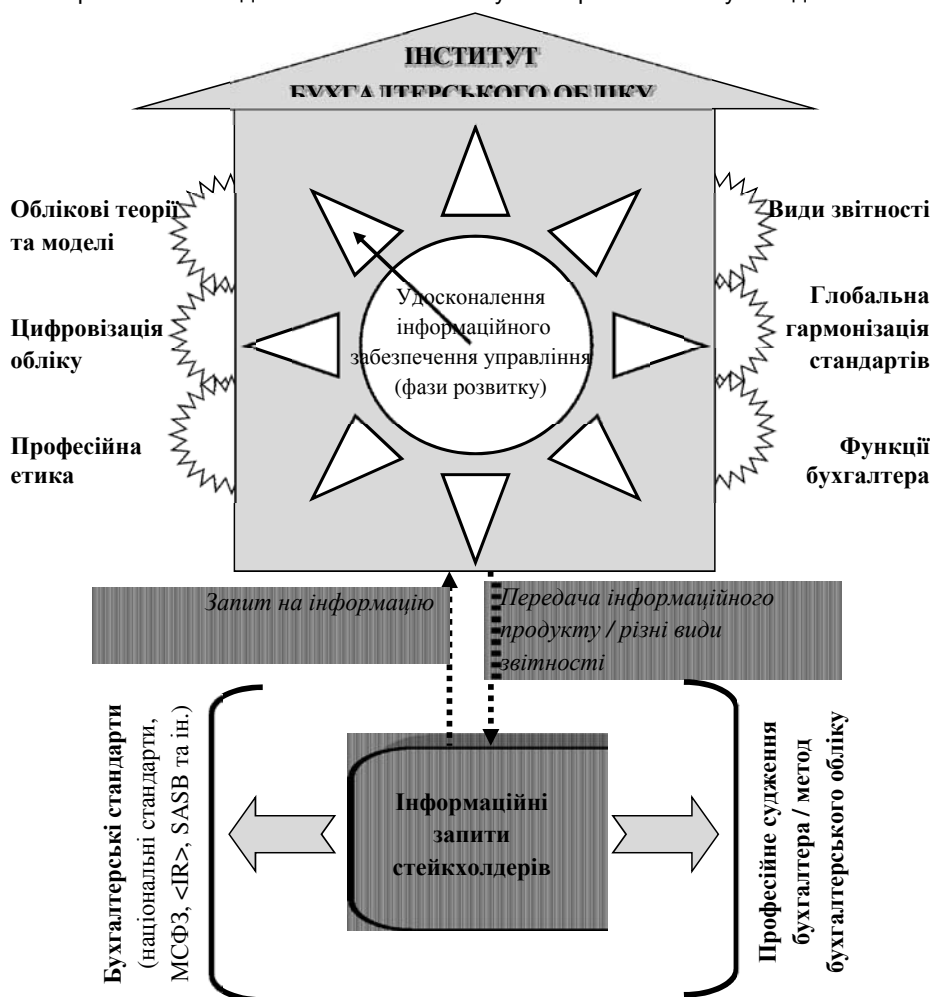 ІНСТИТУТ
БУХГАЛТЕРСЬКОГО ОБЛІКУ
Облікові теорії
та моделі
Цифровізація
обліку
Професійна
етика
Удосконалення
інформаційного
забезпечення управління
(фази розвитку)
Види звітності
Глобальна
гармонізація
стандартів
Функції
бухгалтера
Запит на інформацію
Передача інформаційного
продукту / різні види
звітності
Бухгалтерські стандарти
(національні стандарти,
МСФЗ, <IR>, SASB та ін.)
Інформаційні
запити
стейкхолдерів
Професійне судження
бухгалтера / метод
бухгалтерського обліку